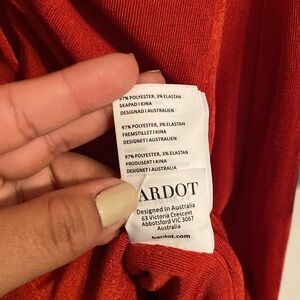 97% POLYESTER, 3% ELASTAN
SKAPAD I KINA
DESIGNAD I AUSTRALIEN
97% POLYESTER, 3% ELASTAN
FREMSTILLET I KINA
DESIGNET I AUSTRALIEN
97% POLYESTER, 3% ELASTAN
PRODUSERT I KINA
DESIGNET I AUSTRALIA
ARDOT
Designed in Australia
63 Victoria Crescent
Abbotsford VIC 3067
Australia
bardot.com